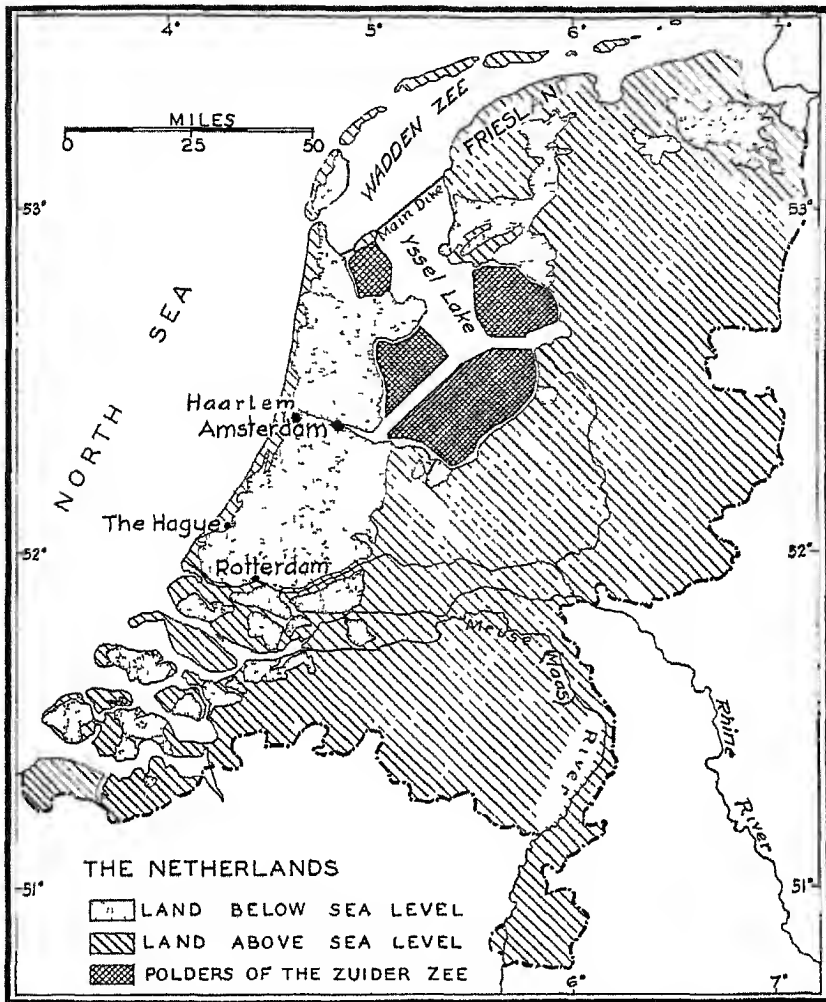 4°
5°
6°
7°
MILES
0 25 50
WADDEN ZEE
FRIESLAN
53°
53°
Main Dike
Yssel Lake
NORTH SEA
Haarlem
Amsterdam
The Hague
52°
52°
Rotterdam
Meuse
Maas
River
Rhine River
THE NETHERLANDS
51°
51°
LAND BELOW SEA LEVEL
LAND ABOVE SEA LEVEL
POLDERS OF THE ZUIDER ZEE
6°
7°